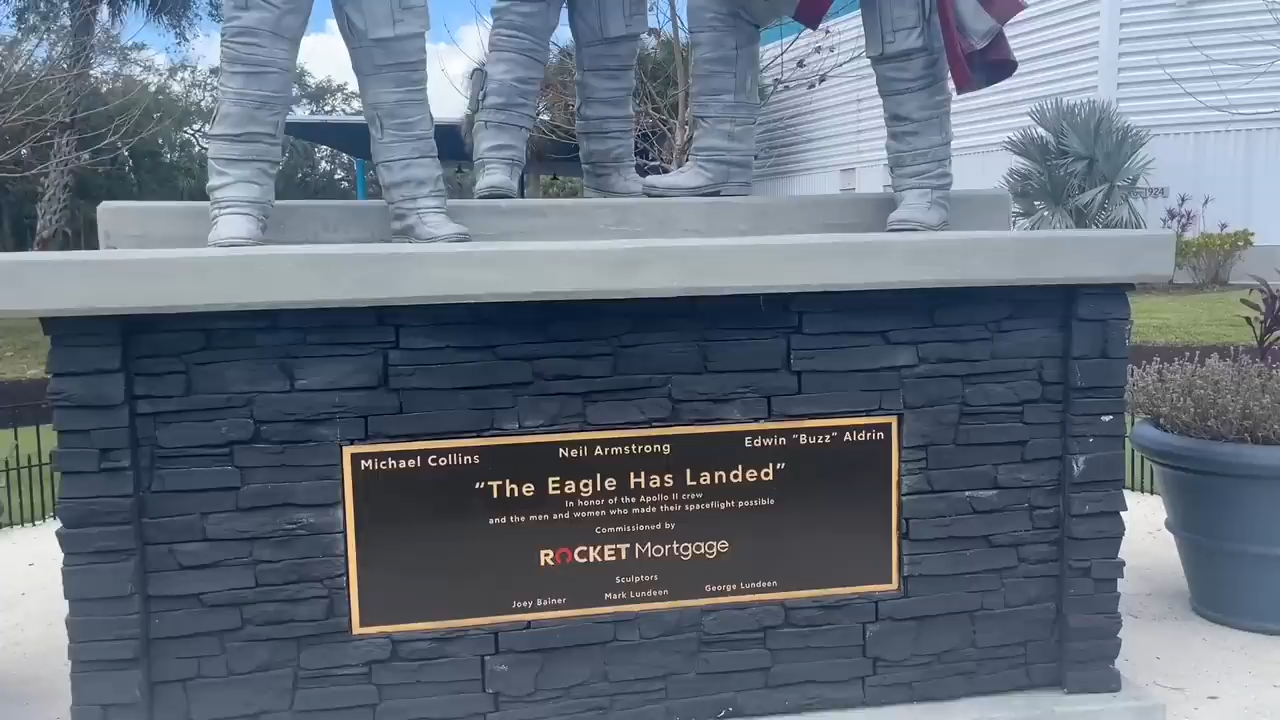 1924
Michael Collins
Neil Armstrong
Edwin "Buzz" Aldrin
"The Eagle Has Landed"
In honor of the Apollo II crew
and the men and women who made their spaceflight possible
Commissioned by
ROCKET Mortgage
Sculptors
Joey Bainer
Mark Lundeen
George Lundeen